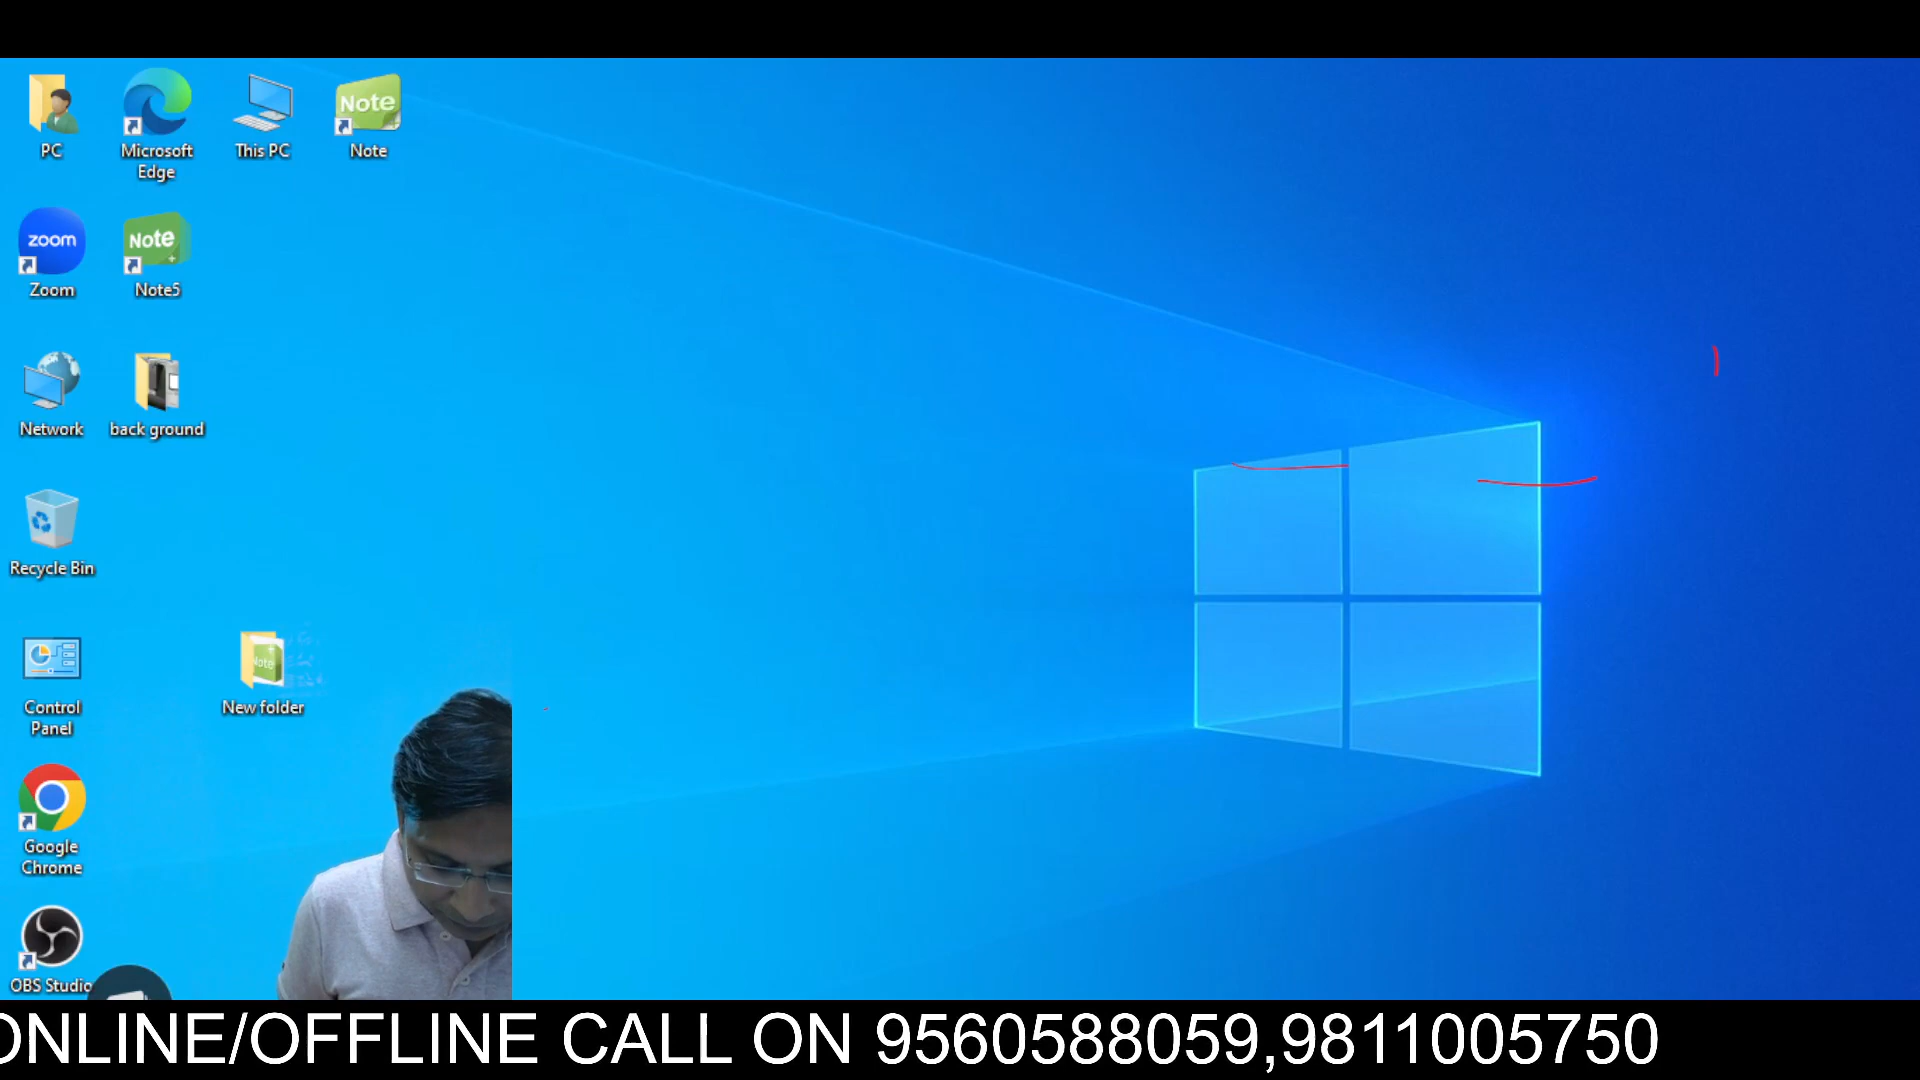 PC
Microsoft
Edge
This PC
Note
Note
zoom
Zoom
Note
Note5
Network
back ground
Recycle Bin
Control
Panel
Note
New folder
Google
Chrome
OBS Studio
ONLINE/OFFLINE CALL ON 9560588059,9811005750